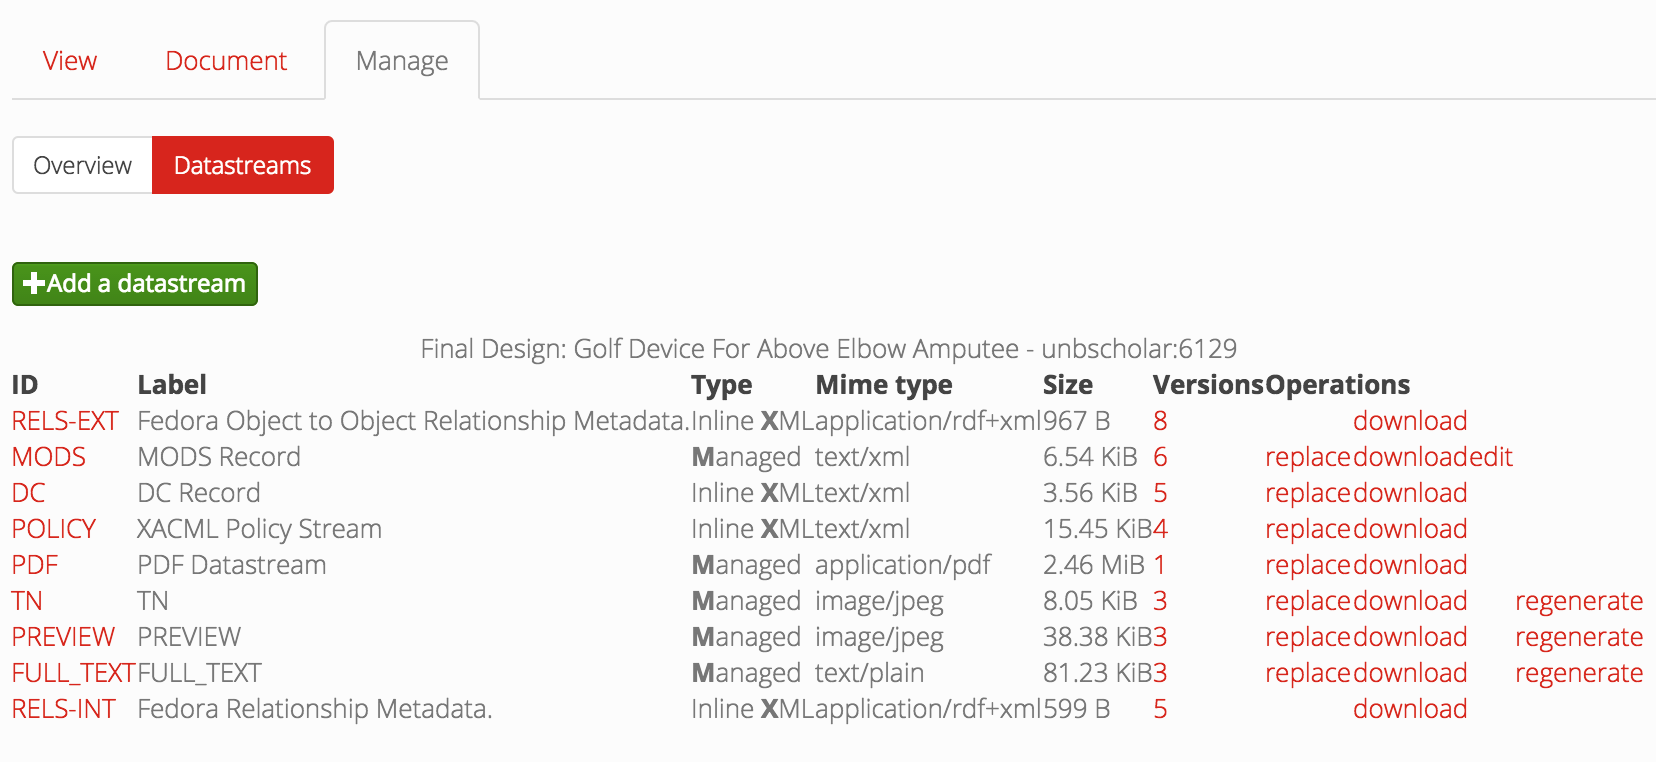 View Document Manage
Overview Datastreams
+Add a datastream
Final Design: Golf Device For Above Elbow Amputee - unbscholar:6129
ID Label Type Mime type Size Versions Operations
RELS-EXT Fedora Object to Object Relationship Metadata. Inline XML application/rdf+xml 967 B 8 download
MODS MODS Record Managed text/xml 6.54 KiB 6 replace download edit
DC DC Record Inline XML text/xml 3.56 KiB 5 replace download
POLICY XACML Policy Stream Inline XML text/xml 15.45 KiB 4 replace download
PDF PDF Datastream Managed application/pdf 2.46 MiB 1 replace download
TN TN Managed image/jpeg 8.05 KiB 3 replace download regenerate
PREVIEW PREVIEW Managed image/jpeg 38.38 KiB 3 replace download regenerate
FULL_TEXT FULL_TEXT Managed text/plain 81.23 KiB 3 replace download regenerate
RELS-INT Fedora Relationship Metadata. Inline XML application/rdf+xml 599 B 5 download